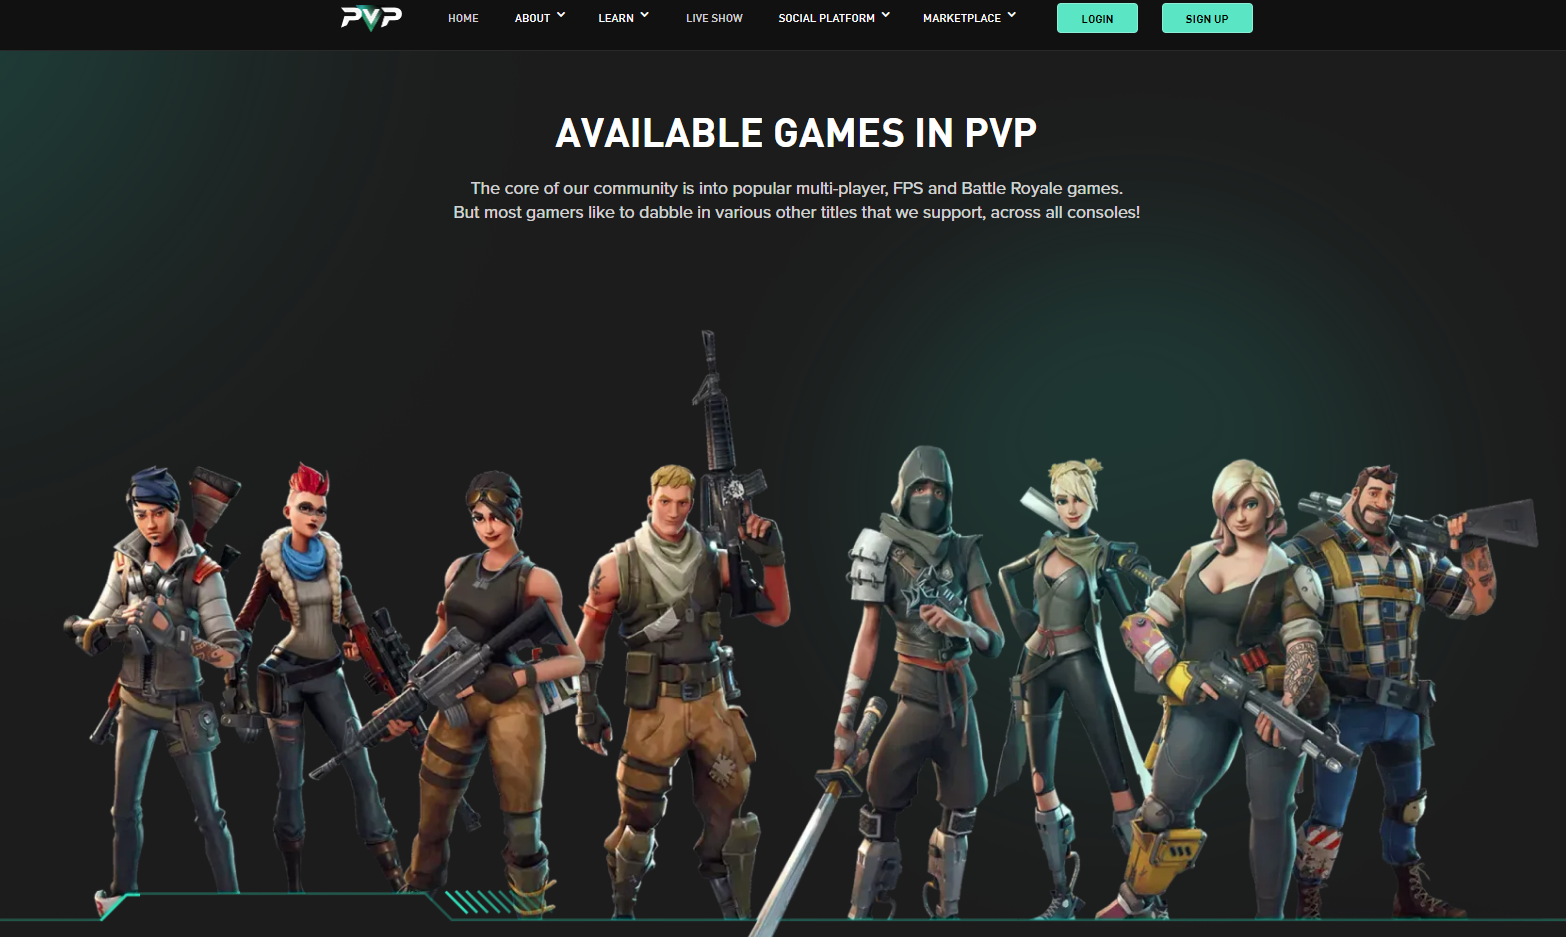 PVP
HOME
ABOUT
LEARN
LIVE SHOW
SOCIAL PLATFORM
MARKETPLACE
LOGIN
SIGN UP
AVAILABLE GAMES IN PVP
The core of our community is into popular multi-player, FPS and Battle Royale games.
But most gamers like to dabble in various other titles that we support, across all consoles!